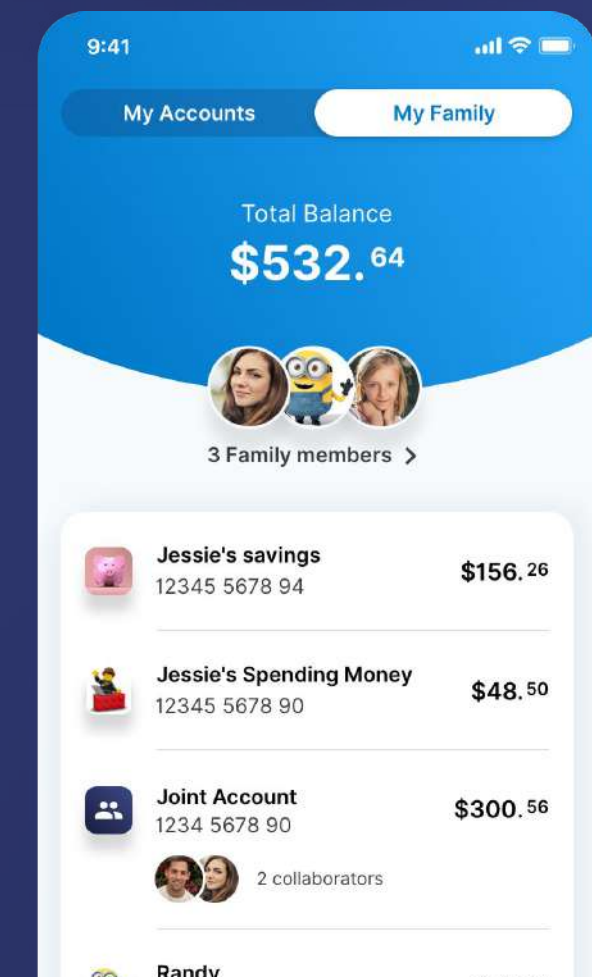 9:41
My Accounts
My Family
Total Balance
$532.64
3 Family members
Jessie's savings
$156.26
12345 5678 94
Jessie's Spending Money
$48.50
12345 5678 90
Joint Account
$300.56
1234 5678 90
2 collaborators
Randy